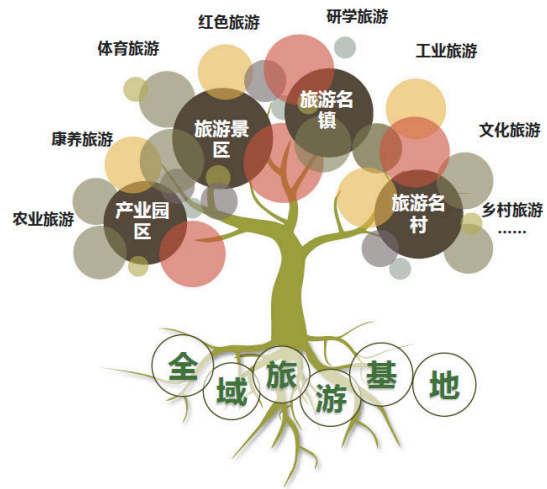 研学旅游
红色旅游
体育旅游
工业旅游
旅游名
镇
旅游景
区
文化旅游
康养旅游
产业园
区
旅游名
村
农业旅游
乡村旅游
······
全域旅游基地